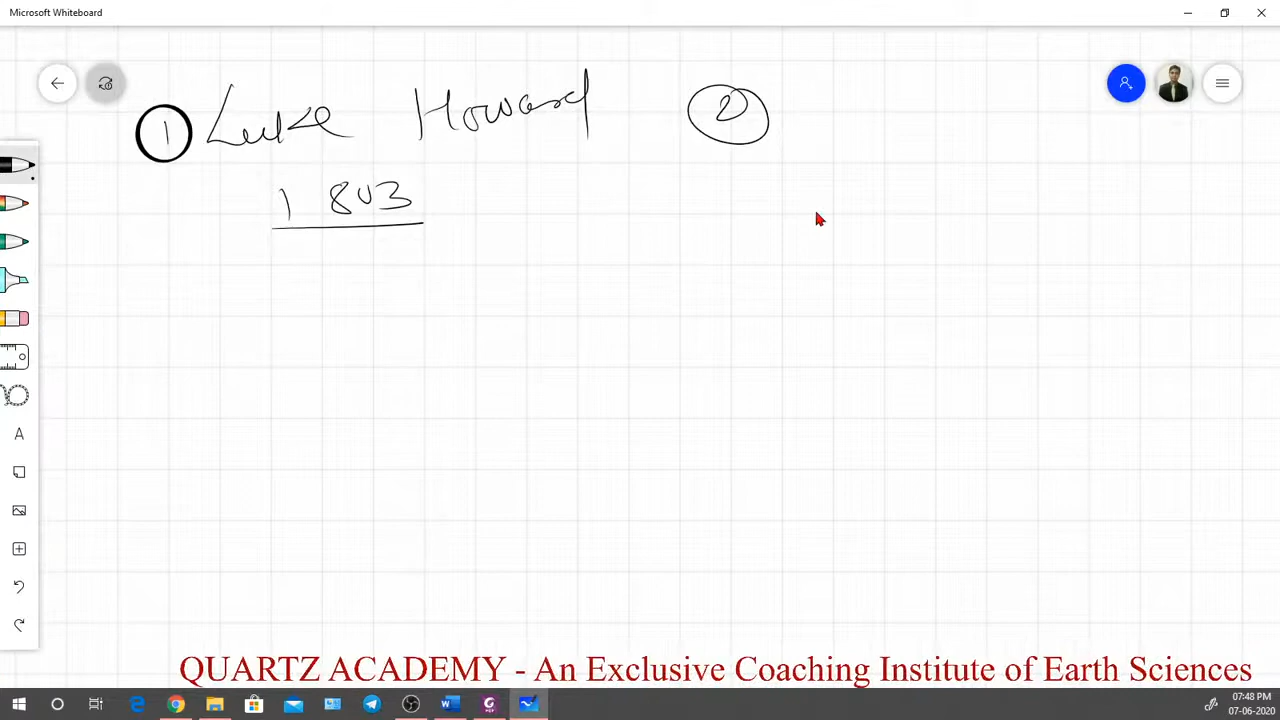 Microsoft Whiteboard
1 Luke Howard 2
1803
A
QUARTZ ACADEMY - An Exclusive Coaching Institute of Earth Sciences
07:48 PM
07-06-2020